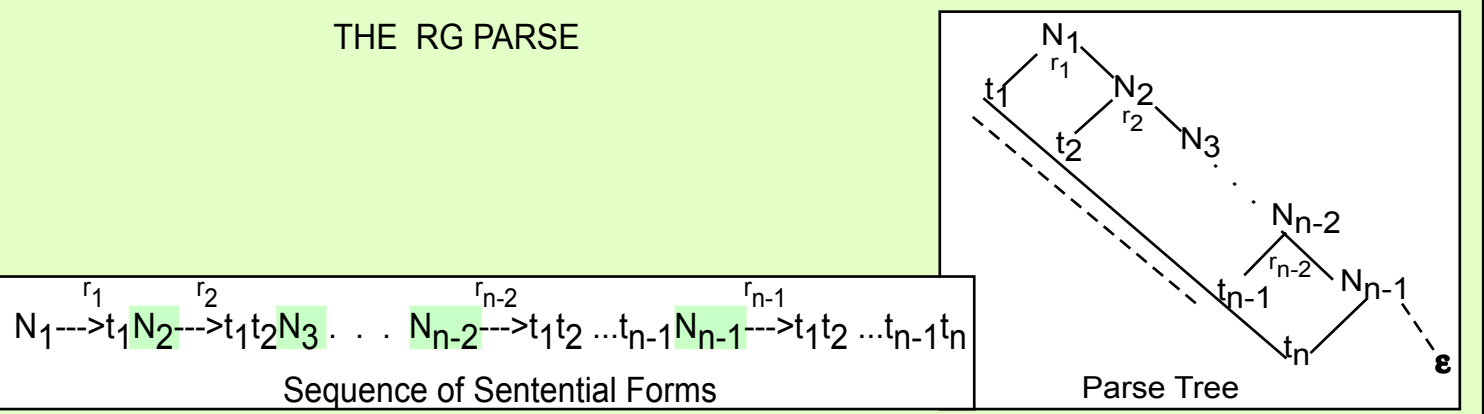 THE RG PARSE
r1 r2 rn-2 rn-1
N1--->t1N2--->t1t2N3 . . . Nn-2--->t1t2 ...tn-1Nn-1--->t1t2 ...tn-1tn
Sequence of Sentential Forms
N1
r1
t1 N2
r2
t2 N3
. . .
Nn-2
rn-2
tn-1 Nn-1
tn ε
Parse Tree